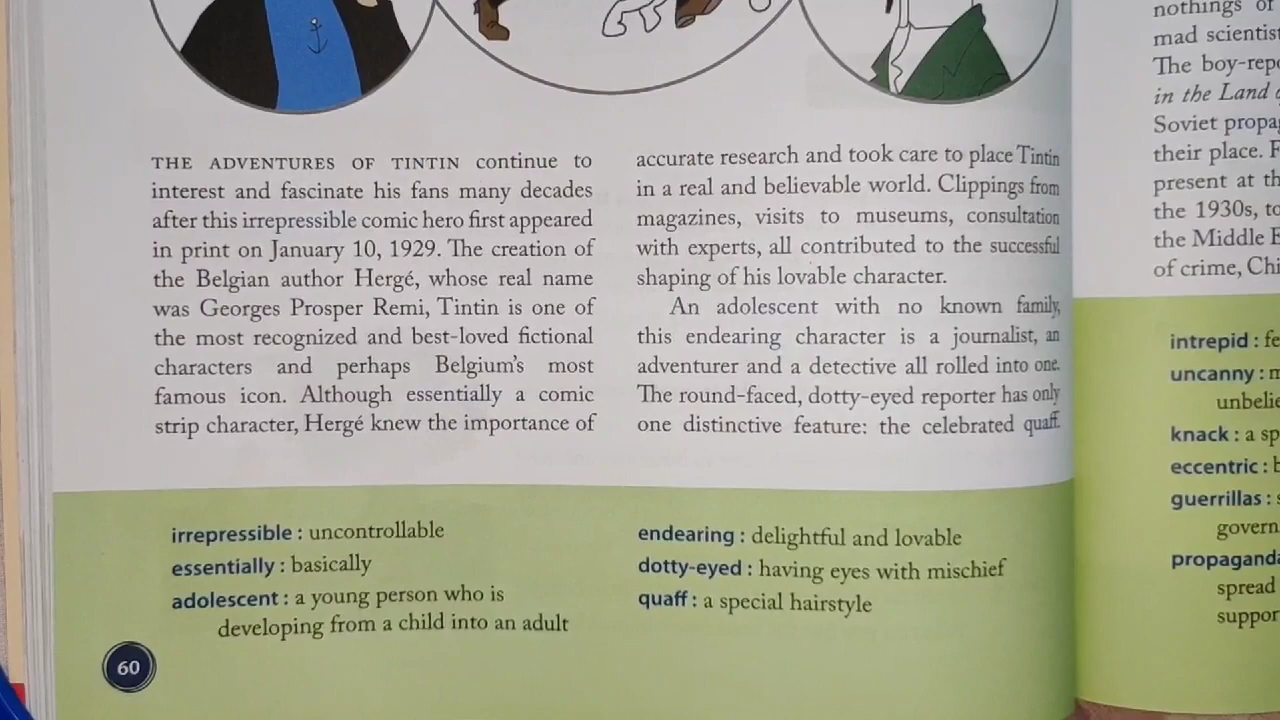 THE ADVENTURES OF TINTIN continue to
interest and fascinate his fans many decades
after this irrepressible comic hero first appeared
in print on January 10, 1929. The creation of
the Belgian author Hergé, whose real name
was Georges Prosper Remi, Tintin is one of
the most recognized and best-loved fictional
characters and perhaps Belgium's most
famous icon. Although essentially a comic
strip character, Hergé knew the importance of
accurate research and took care to place Tintin
in a real and believable world. Clippings from
magazines, visits to museums, consultation
with experts, all contributed to the successful
shaping of his lovable character.
An adolescent with no known family,
this endearing character is a journalist, an
adventurer and a detective all rolled into one.
The round-faced, dotty-eyed reporter has only
one distinctive feature: the celebrated quaff.
irrepressible : uncontrollable
essentially : basically
adolescent : a young person who is
developing from a child into an adult
endearing : delightful and lovable
dotty-eyed : having eyes with mischief
quaff : a special hairstyle
60
nothings of
mad scientist
The boy-repo
in the Land
Soviet propa
their place.
present at th
the 1930s, to
the Middle E
of crime, Chi
intrepid : fe
uncanny : m
unbelie
knack : a sp
eccentric : b
guerrillas : s
govern
propaganda
spread
suppor